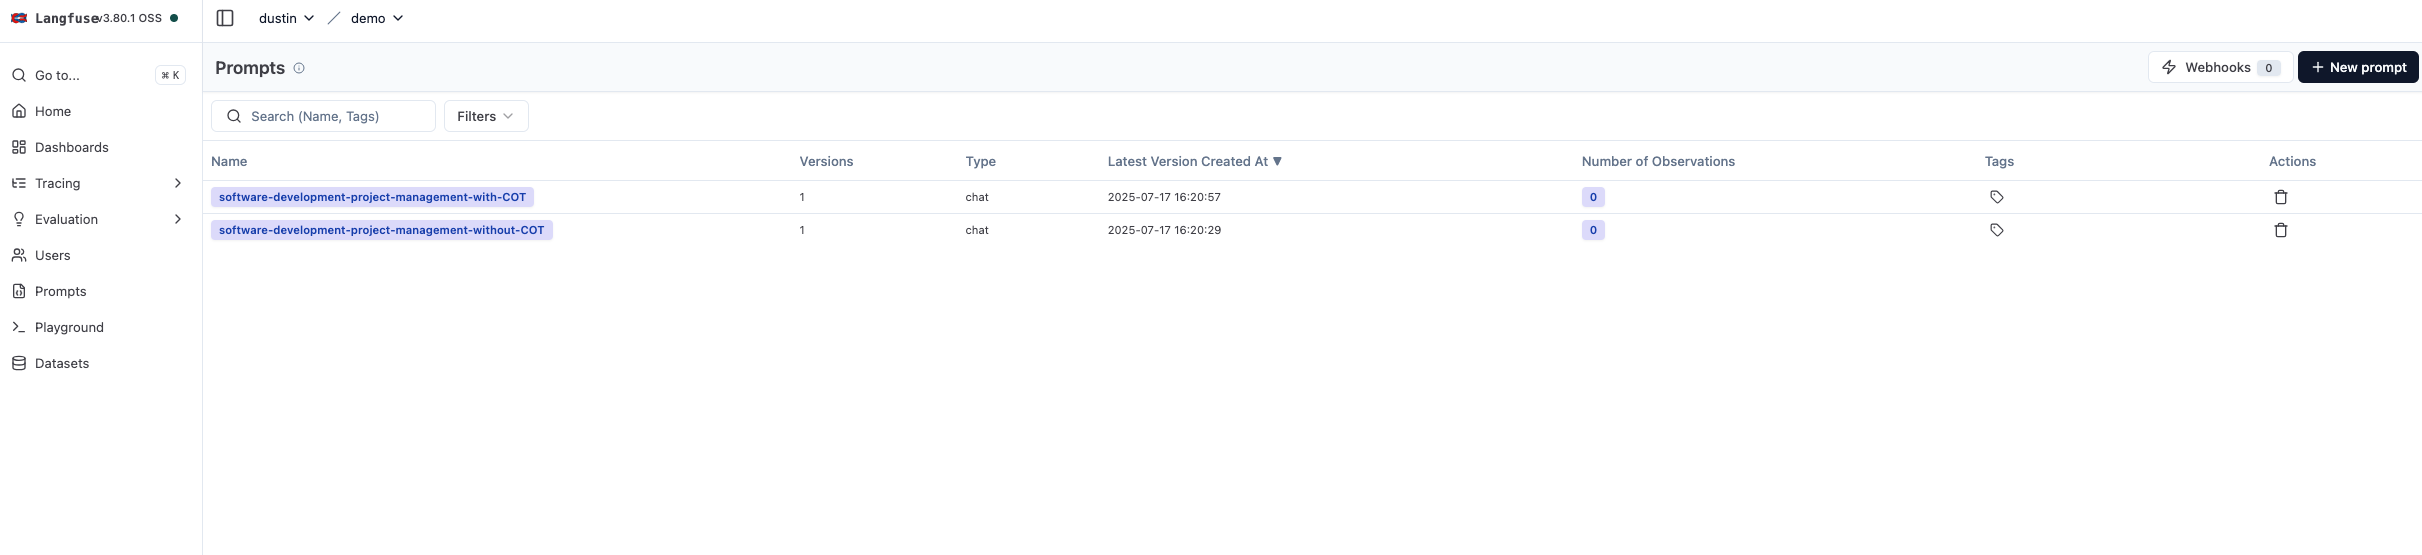 Langfuse v3.80.1 OSS
dustin / demo
Go to... ⌘ K
Home
Dashboards
Tracing
Evaluation
Users
Prompts
Playground
Datasets
Prompts
Webhooks 0
+ New prompt
Search (Name, Tags)
Filters
Name Versions Type Latest Version Created At ▼ Number of Observations Tags Actions
software-development-project-management-with-COT 1 chat 2025-07-17 16:20:57 0
software-development-project-management-without-COT 1 chat 2025-07-17 16:20:29 0